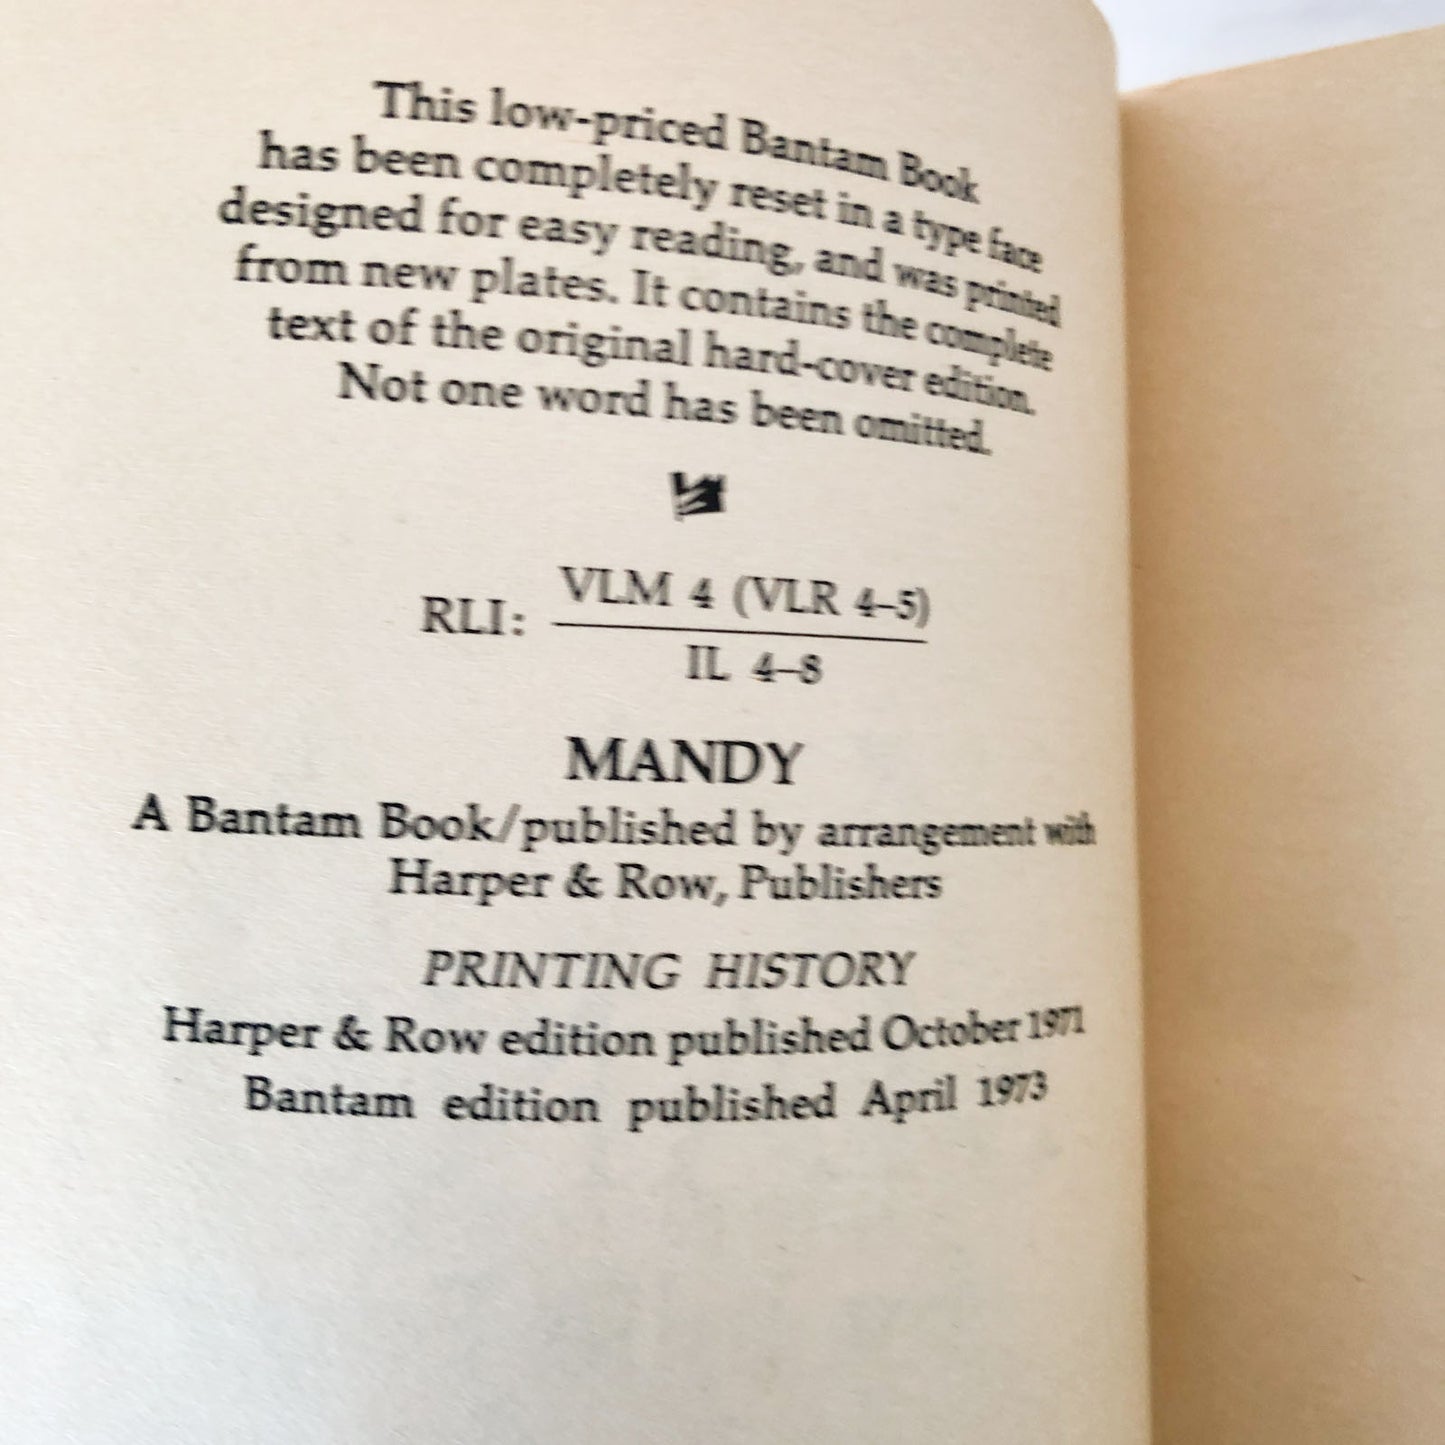 This low-priced Bantam Book
has been completely reset in a type face
designed for easy reading, and was printed
from new plates. It contains the complete
text of the original hard-cover edition.
Not one word has been omitted.
RLI: VLM 4 (VLR 4–5)
IL 4–8
MANDY
A Bantam Book/published by arrangement with
Harper & Row, Publishers
PRINTING HISTORY
Harper & Row edition published October 1971
Bantam edition published April 1973